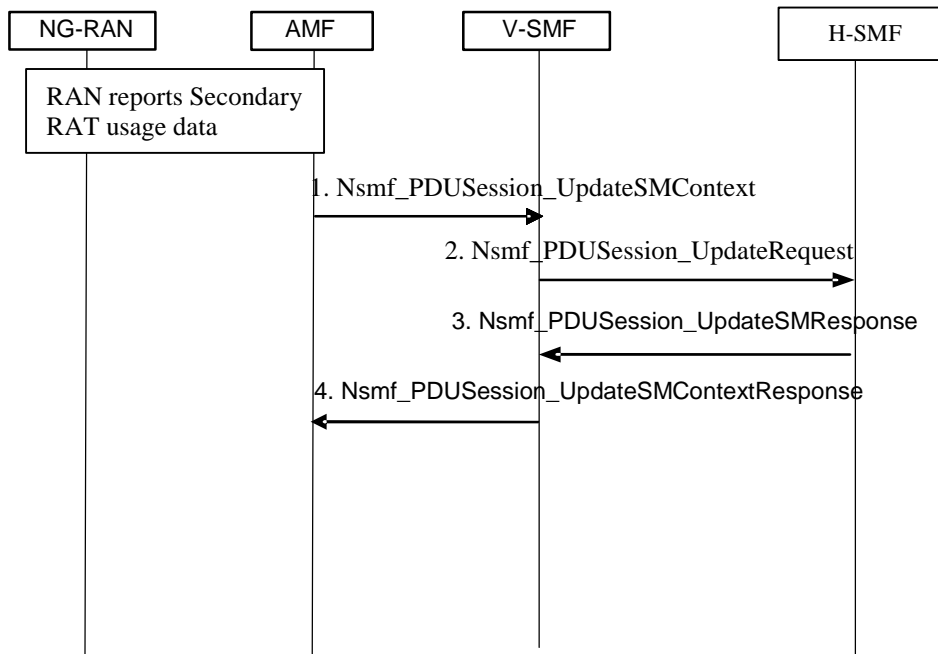 NG-RAN
AMF
V-SMF
H-SMF
RAN reports Secondary
RAT usage data
1. Nsmf_PDUSession_UpdateSMContext
2. Nsmf_PDUSession_UpdateRequest
3. Nsmf_PDUSession_UpdateSMResponse
4. Nsmf_PDUSession_UpdateSMContextResponse